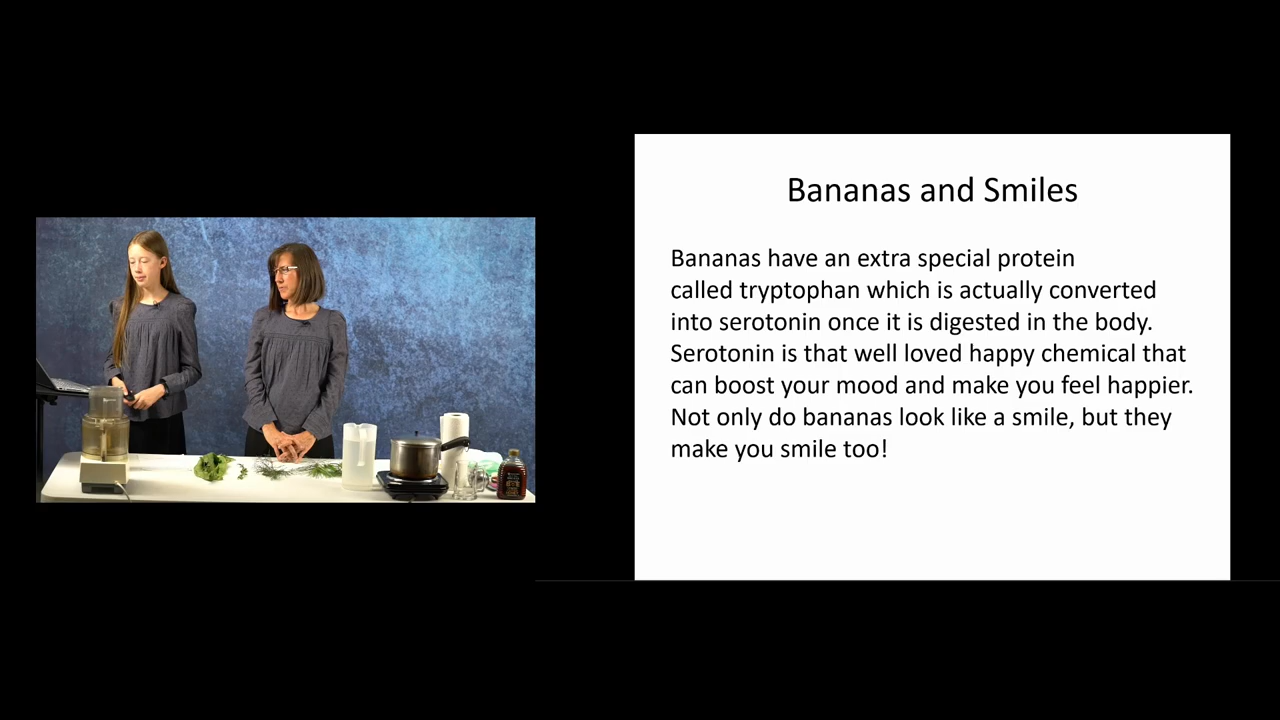 Bananas and Smiles
Bananas have an extra special protein
called tryptophan which is actually converted
into serotonin once it is digested in the body.
Serotonin is that well loved happy chemical that
can boost your mood and make you feel happier.
Not only do bananas look like a smile, but they
make you smile too!